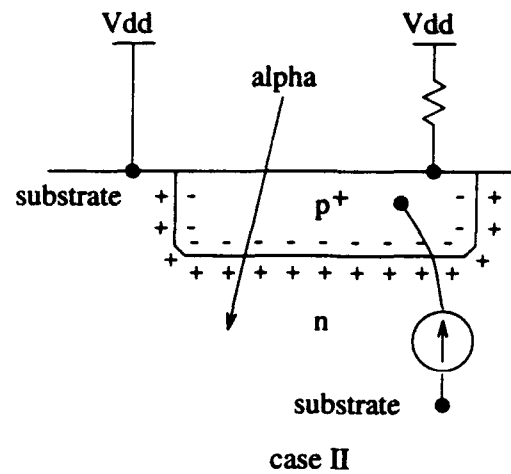 Vdd
Vdd
alpha
substrate
p+
+ -
- +
+ -
- +
- - - - - - - -
+ + + + + + + + + +
n
substrate
case II